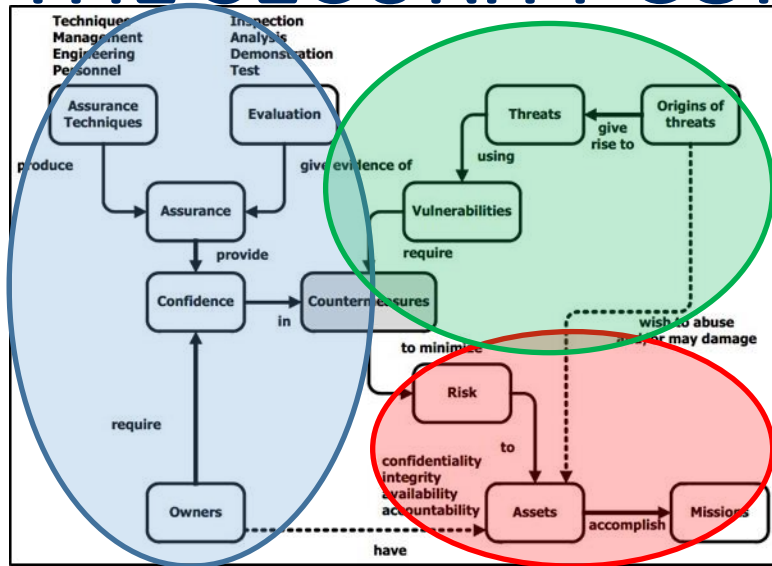 Techniques
Management
Engineering
Personnel
Inspection
Analysis
Demonstration
Test
Assurance
Techniques
Evaluation
Threats
Origins of
threats
give
rise to
using
produce
give evidence of
Assurance
Vulnerabilities
require
provide
Confidence
in
Countermeasures
wish to abuse
and/or may damage
to minimize
Risk
require
to
confidentiality
integrity
availability
accountability
Owners
Assets
accomplish
Missions
have